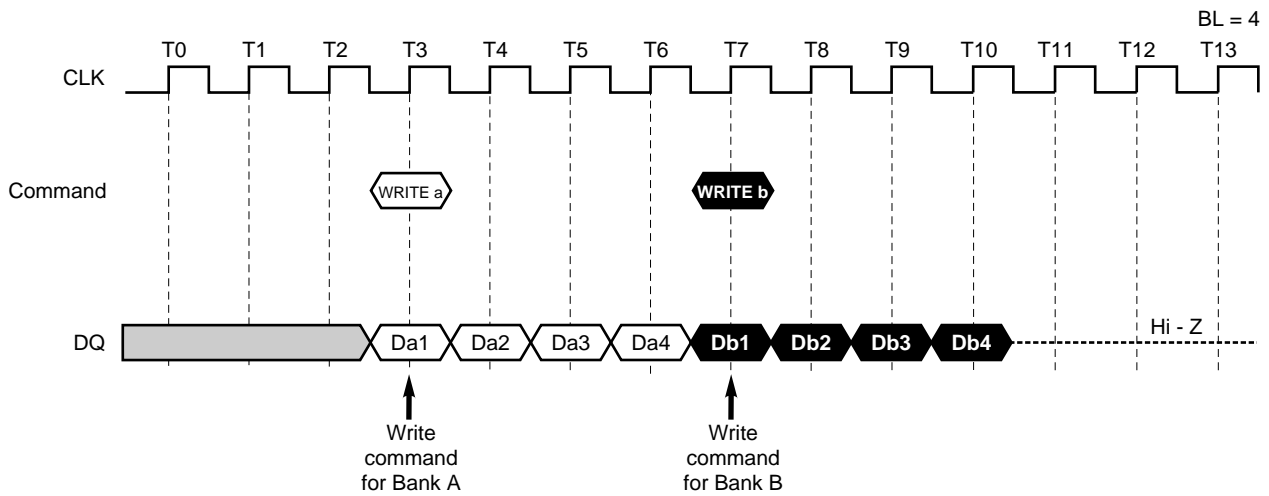 BL = 4
T0 T1 T2 T3 T4 T5 T6 T7 T8 T9 T10 T11 T12 T13
CLK
Command
WRITE a WRITE b
Hi - Z
DQ
Da1 Da2 Da3 Da4 Db1 Db2 Db3 Db4
Write
command
for Bank A
Write
command
for Bank B